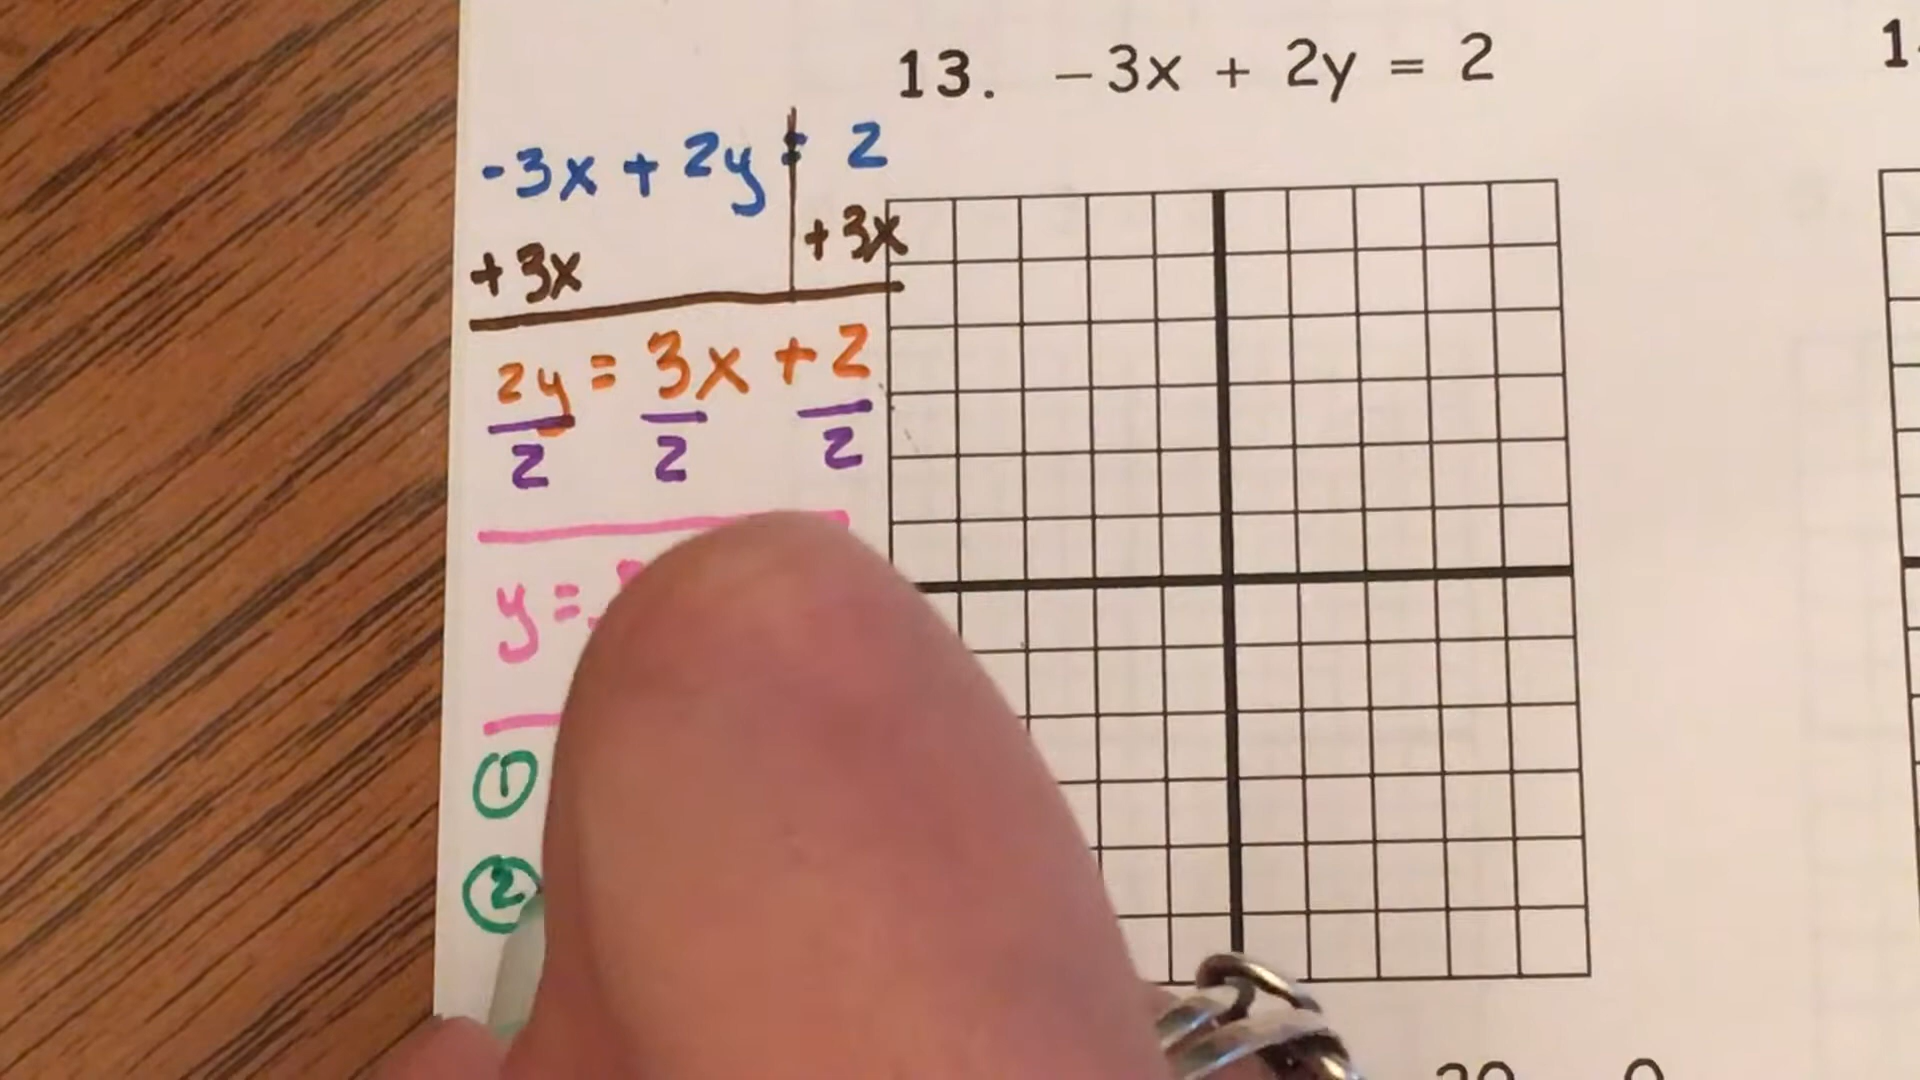 13. -3x + 2y = 2
-3x + 2y = 2
+3x +3x
2y = 3x + 2
2 2 2
y =
①
②